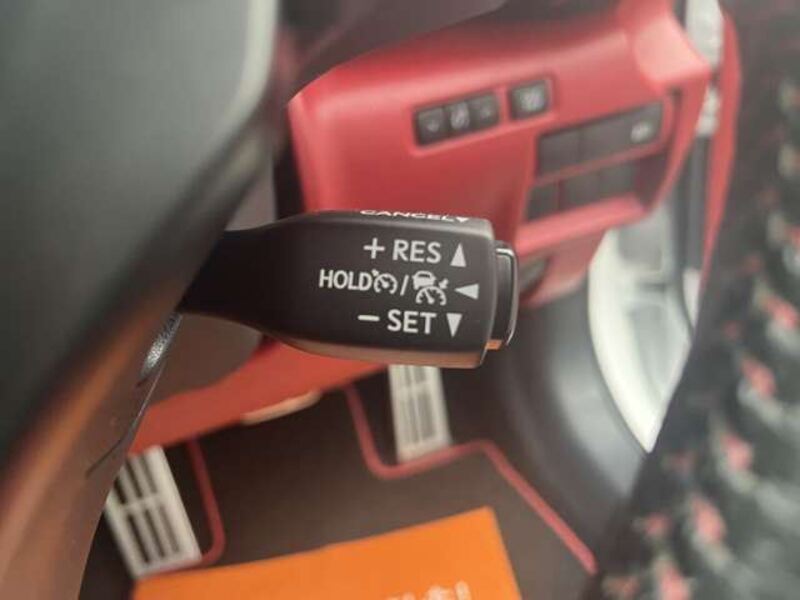 CANCEL
+ RES ▲
HOLD / ◀
− SET ▼